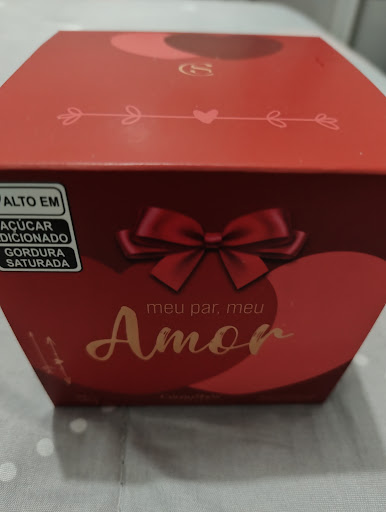 ALTO EM
AÇÚCAR
ADICIONADO
GORDURA
SATURADA
meu par, meu
Amor